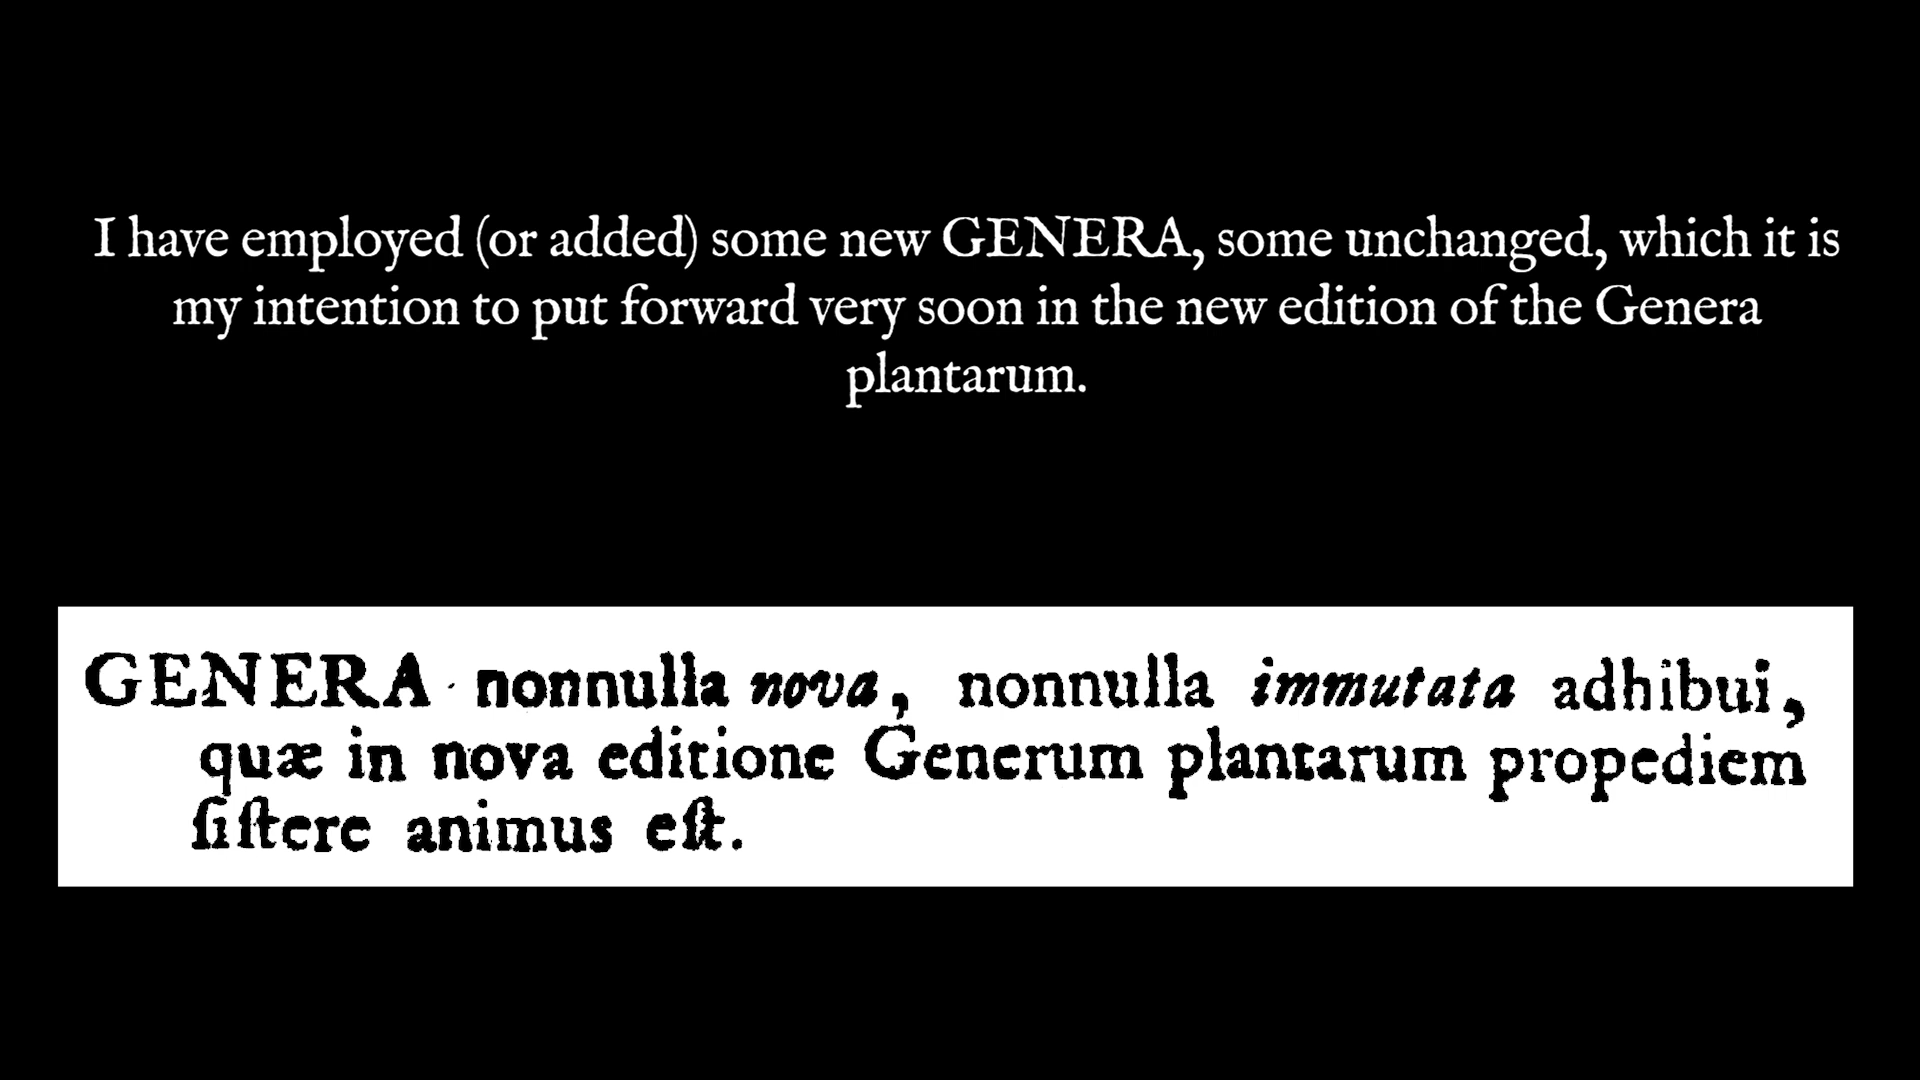 I have employed (or added) some new GENERA, some unchanged, which it is
my intention to put forward very soon in the new edition of the Genera
plantarum.
GENERA nonnulla nova, nonnulla immutata adhibui,
quæ in nova editione Generum plantarum propediem
ſiſtere animus eſt.